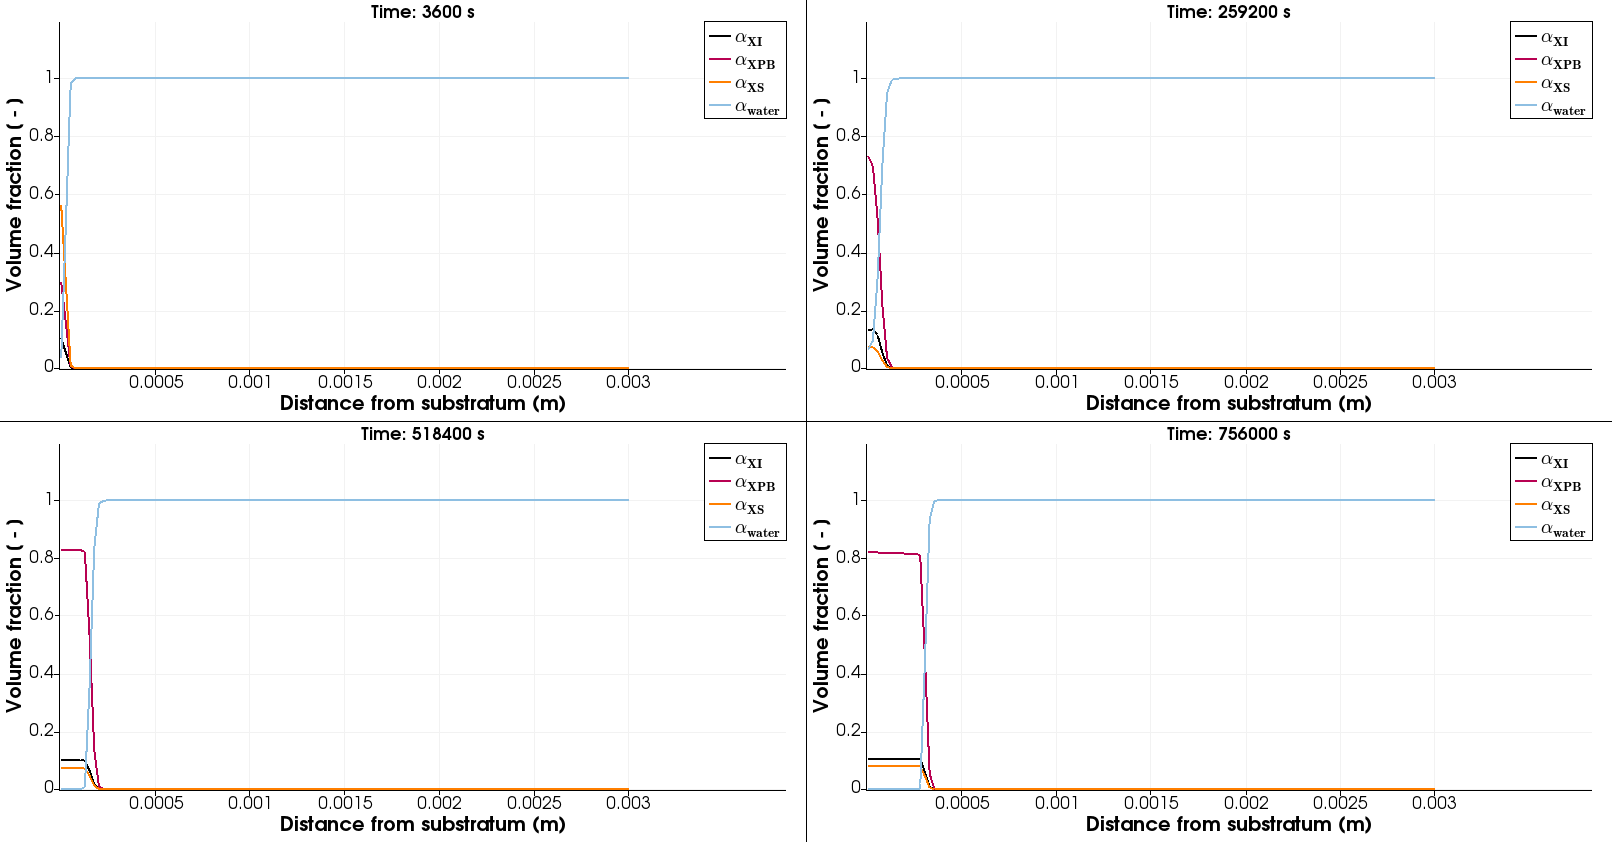 Time: 3600 s
αXI
αXPB
αXS
αwater
Volume fraction ( - )
1
0.8
0.6
0.4
0.2
0
0.0005 0.001 0.0015 0.002 0.0025 0.003
Distance from substratum (m)
Time: 259200 s
αXI
αXPB
αXS
αwater
Volume fraction ( - )
1
0.8
0.6
0.4
0.2
0
0.0005 0.001 0.0015 0.002 0.0025 0.003
Distance from substratum (m)
Time: 518400 s
αXI
αXPB
αXS
αwater
Volume fraction ( - )
1
0.8
0.6
0.4
0.2
0
0.0005 0.001 0.0015 0.002 0.0025 0.003
Distance from substratum (m)
Time: 756000 s
αXI
αXPB
αXS
αwater
Volume fraction ( - )
1
0.8
0.6
0.4
0.2
0
0.0005 0.001 0.0015 0.002 0.0025 0.003
Distance from substratum (m)